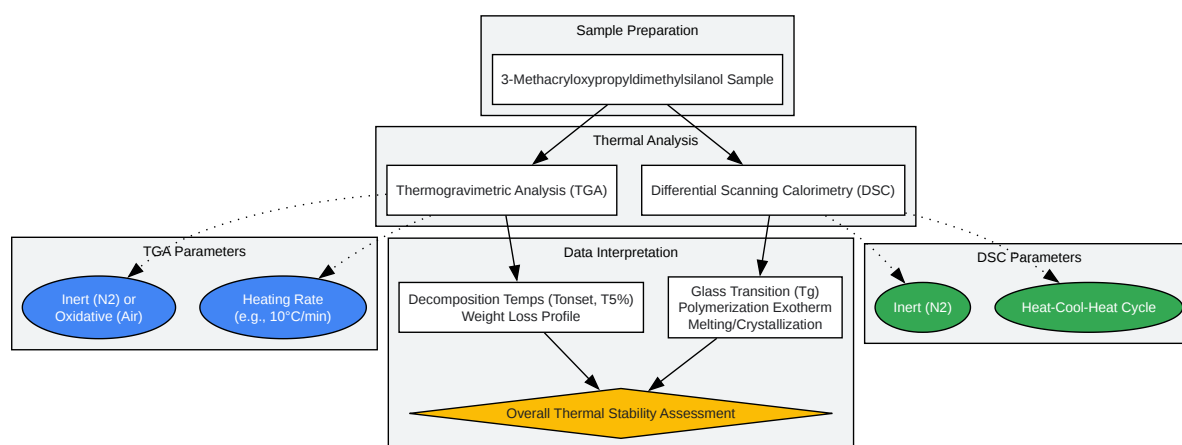 Sample Preparation
3-Methacryloxypropyldimethylsilanol Sample
Thermal Analysis
Thermogravimetric Analysis (TGA)
Differential Scanning Calorimetry (DSC)
TGA Parameters
Inert (N2) or
Oxidative (Air)
Heating Rate
(e.g., 10°C/min)
Data Interpretation
Decomposition Temps (Tonset, T5%)
Weight Loss Profile
Glass Transition (Tg)
Polymerization Exotherm
Melting/Crystallization
DSC Parameters
Inert (N2)
Heat-Cool-Heat Cycle
Overall Thermal Stability Assessment